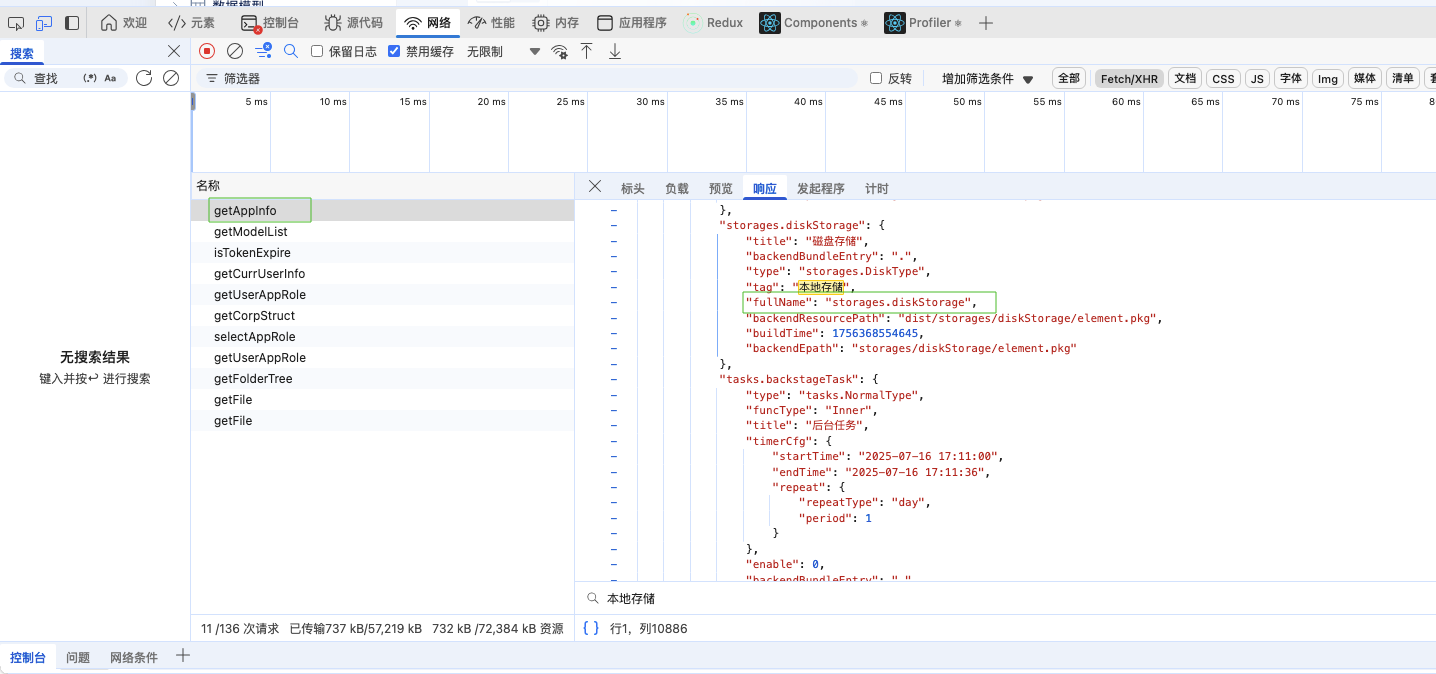 数据模型
欢迎 元素 控制台 源代码 网络 性能 内存 应用程序 Redux Components Profiler
搜索
保留日志 禁用缓存 无限制
查找 (.*) Aa
筛选器 反转 增加筛选条件 全部 Fetch/XHR 文档 CSS JS 字体 Img 媒体 清单
5 ms 10 ms 15 ms 20 ms 25 ms 30 ms 35 ms 40 ms 45 ms 50 ms 55 ms 60 ms 65 ms 70 ms 75 ms
无搜索结果
键入并按↩ 进行搜索
名称
getAppInfo
getModelList
isTokenExpire
getCurrUserInfo
getUserAppRole
getCorpStruct
selectAppRole
getUserAppRole
getFolderTree
getFile
getFile
标头 负载 预览 响应 发起程序 计时
},
"storages.diskStorage": {
"title": "磁盘存储",
"backendBundleEntry": ".",
"type": "storages.DiskType",
"tag": "本地存储",
"fullName": "storages.diskStorage",
"backendResourcePath": "dist/storages/diskStorage/element.pkg",
"buildTime": 1756368554645,
"backendEpath": "storages/diskStorage/element.pkg"
},
"tasks.backstageTask": {
"type": "tasks.NormalType",
"funcType": "Inner",
"title": "后台任务",
"timerCfg": {
"startTime": "2025-07-16 17:11:00",
"endTime": "2025-07-16 17:11:36",
"repeat": {
"repeatType": "day",
"period": 1
}
},
"enable": 0,
"backendBundleEntry": "."
本地存储
11 /136 次请求 已传输737 kB/57,219 kB 732 kB /72,384 kB 资源
{ } 行1，列10886
控制台 问题 网络条件